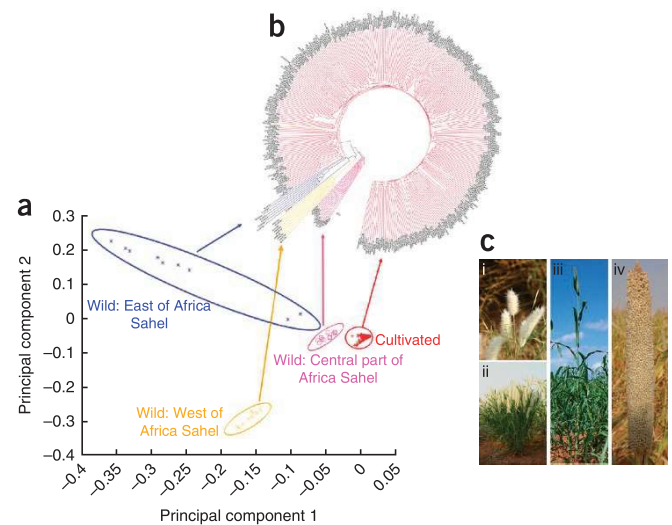 b
a
0.3
0.2
0.1
0
–0.1
–0.2
–0.3
–0.4
Principal component 2
Wild: East of Africa
Sahel
Cultivated
Wild: Central part of
Africa Sahel
Wild: West of
Africa Sahel
–0.4
–0.35
–0.3
–0.25
–0.2
–0.15
–0.1
–0.05
0
0.05
Principal component 1
c
i
ii
iii
iv